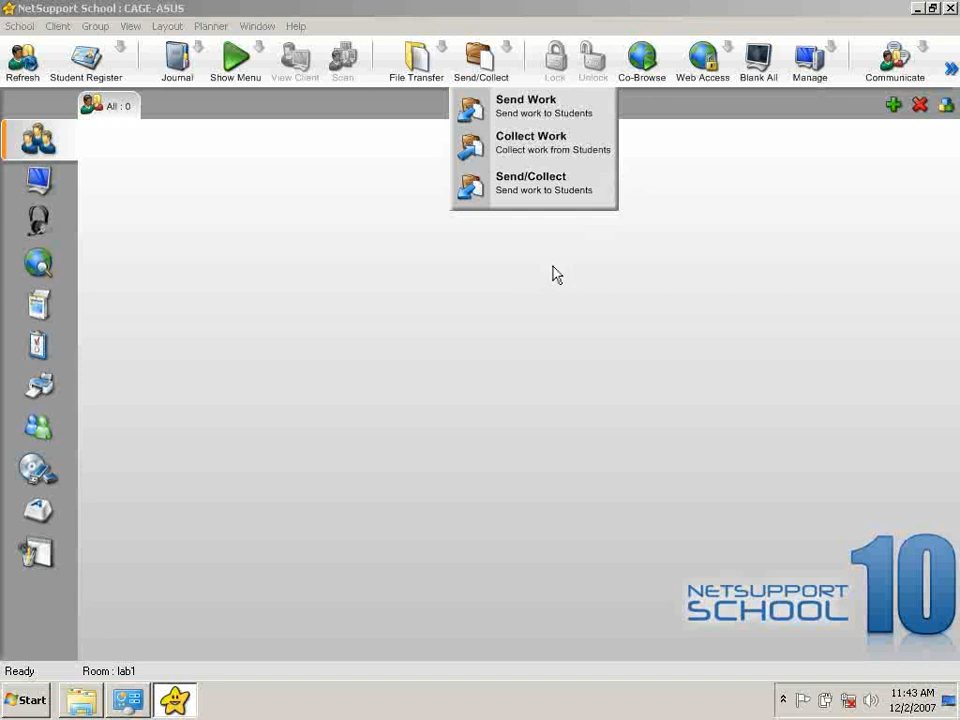 NetSupport School : CAGE-ASUS
School Client Group View Layout Planner Window Help
Refresh Student Register Journal Show Menu View Client Scan File Transfer Send/Collect Lock Unlock Co-Browse Web Access Blank All Manage Communicate
All : 0
Send Work
Send work to Students
Collect Work
Collect work from Students
Send/Collect
Send work to Students
10
NETSUPPORT
SCHOOL
Ready Room : lab1
Start
11:43 AM
12/2/2007